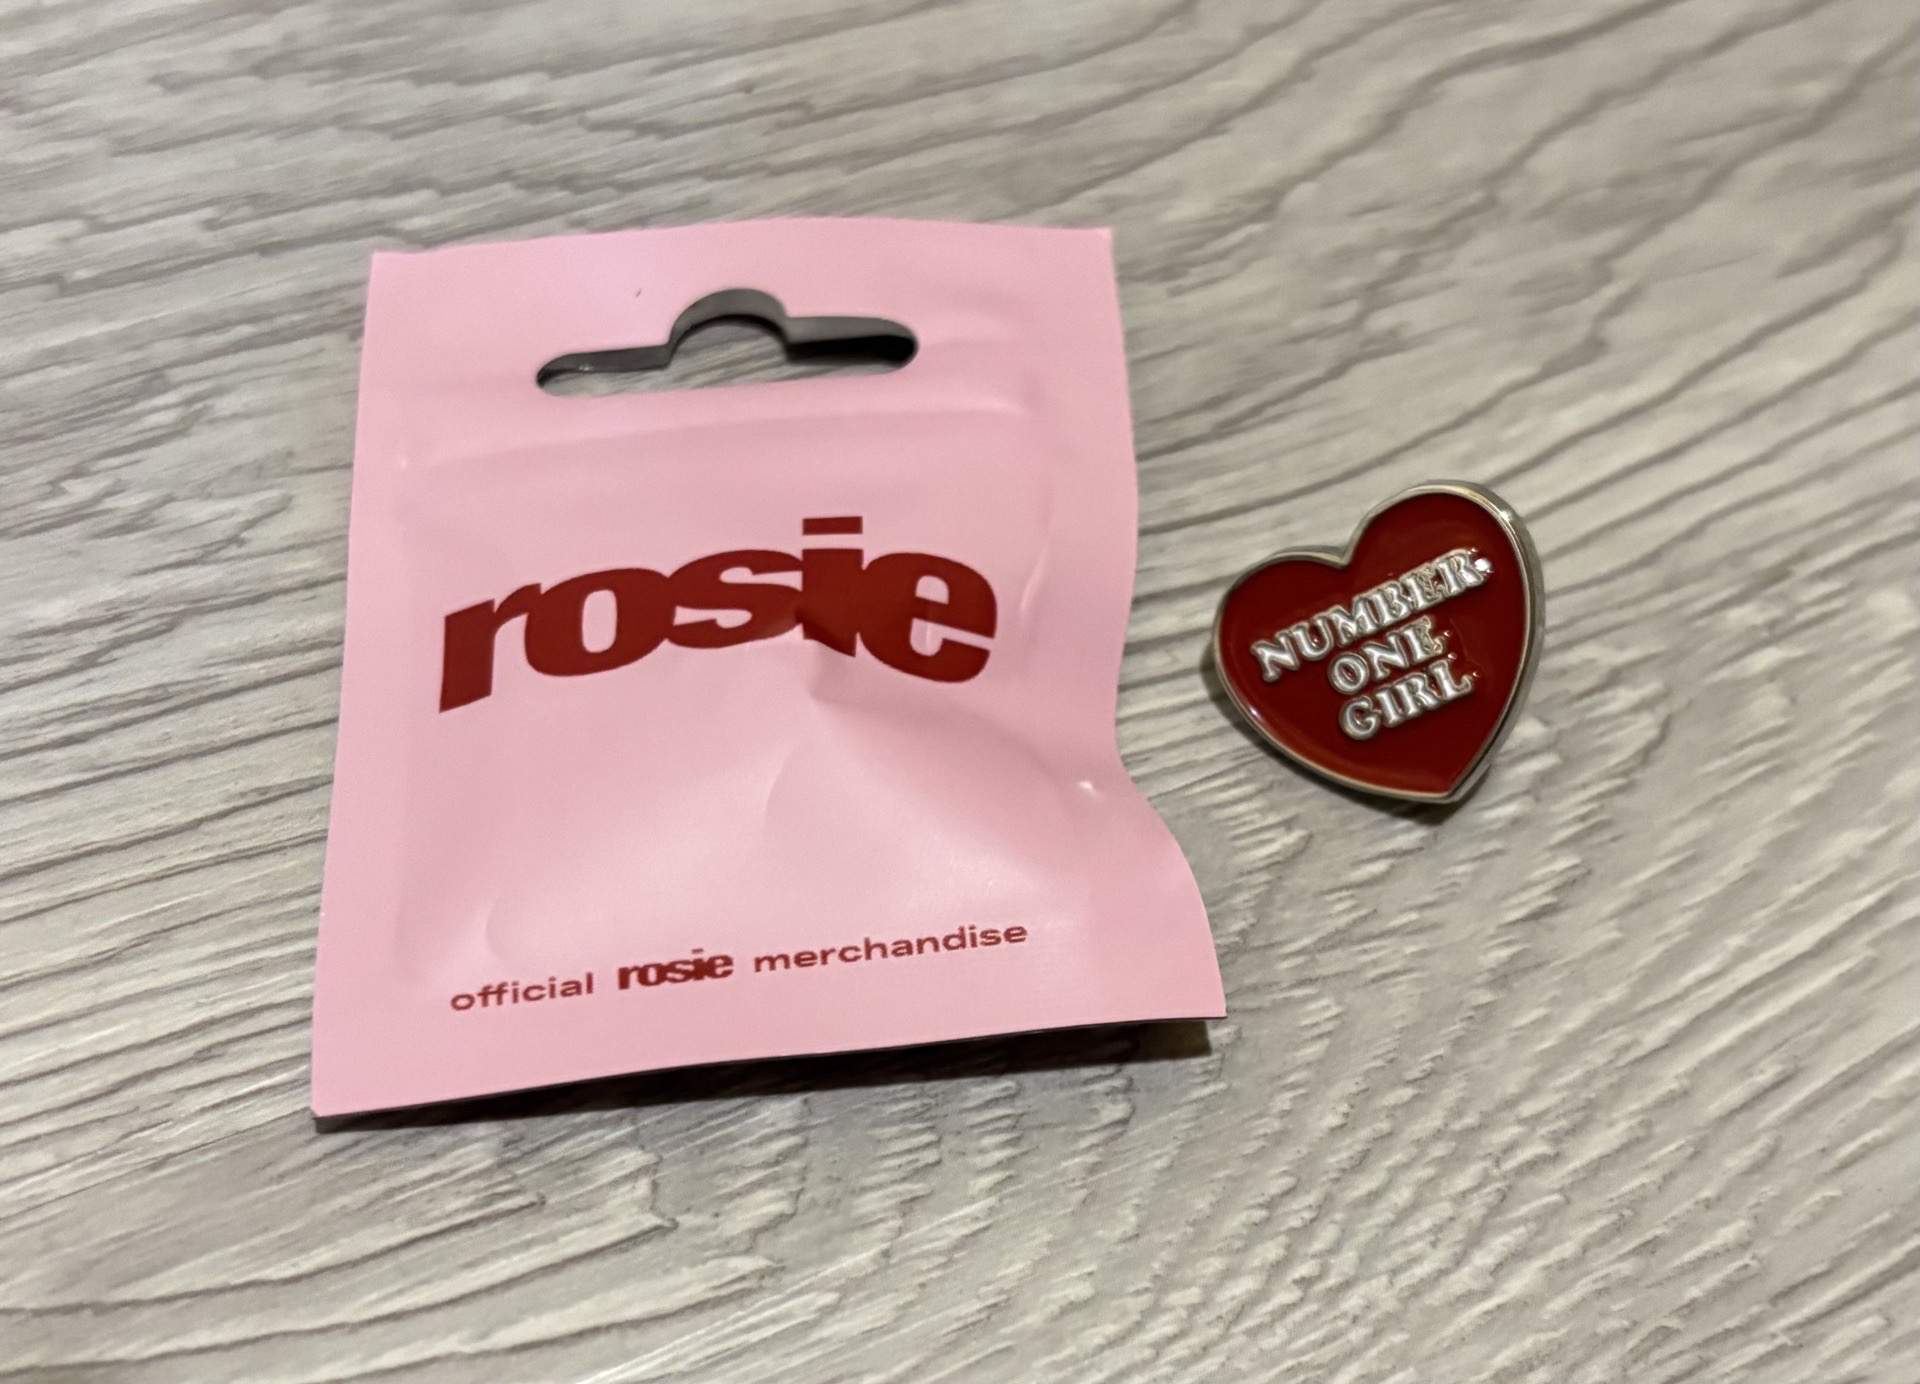 rosie
official rosie merchandise
NUMBER
ONE
GIRL